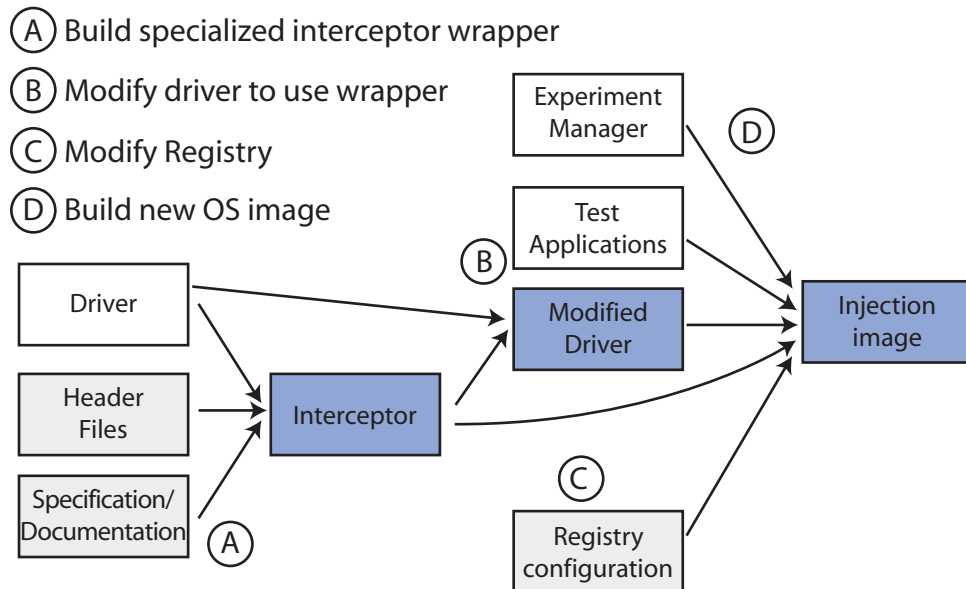 A Build specialized interceptor wrapper
B Modify driver to use wrapper
C Modify Registry
D Build new OS image
Experiment
Manager
D
Test
Applications
B
Driver
Modified
Driver
Injection
image
Header
Files
Interceptor
Specification/
Documentation
A
C
Registry
configuration